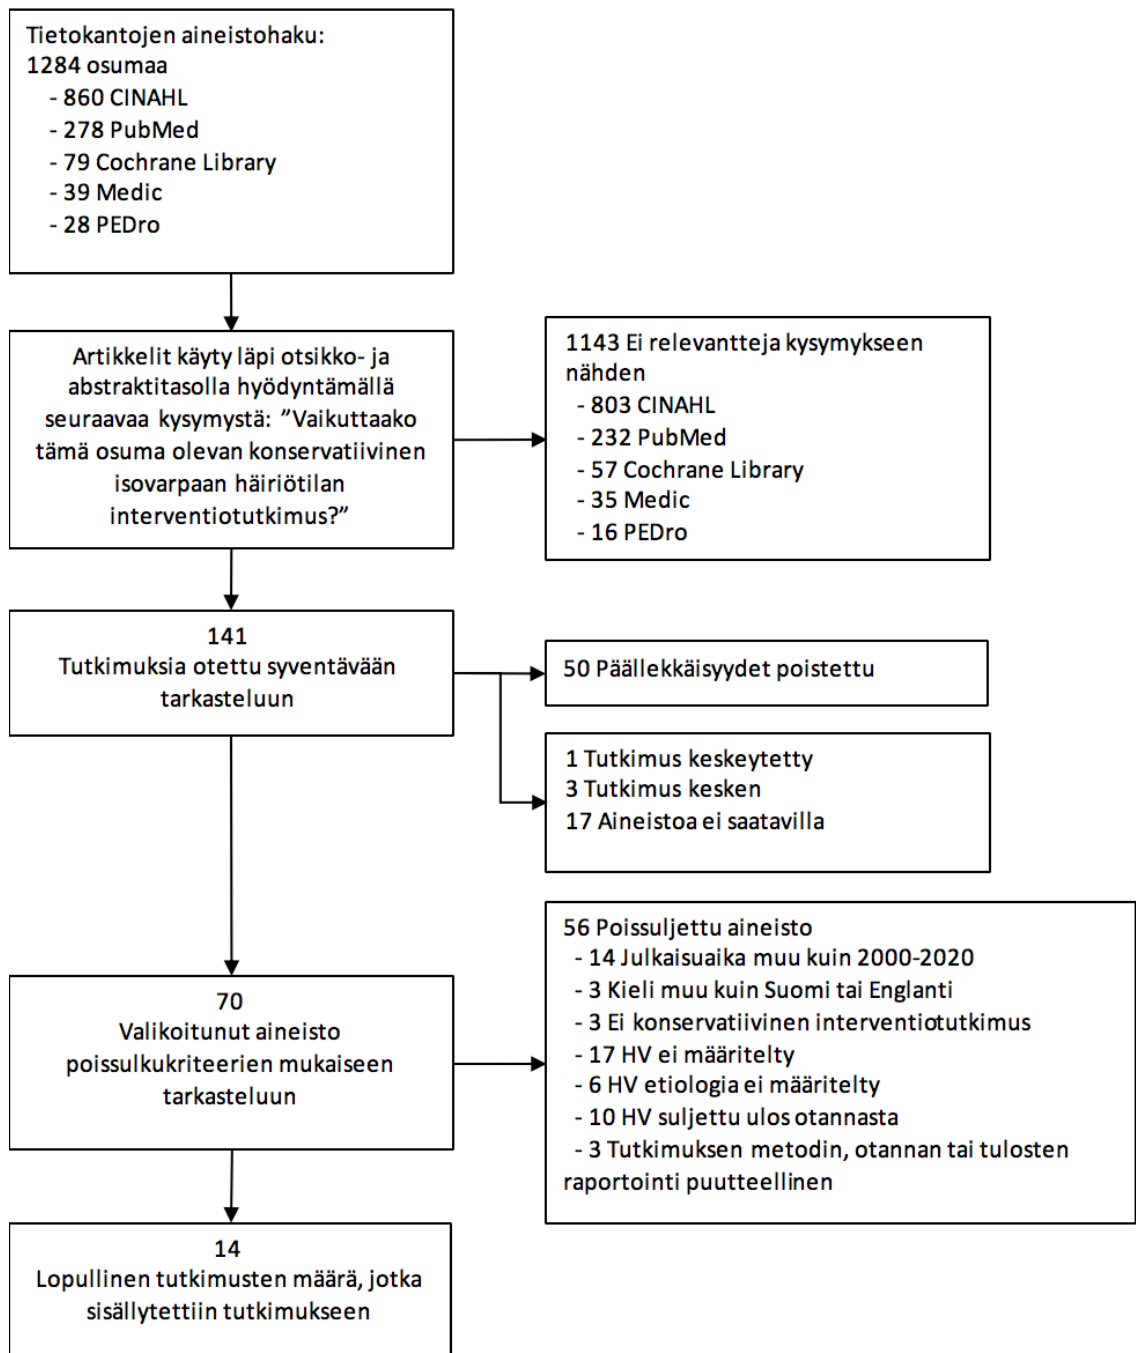 Tietokantojen aineistohaku:
1284 osumaa
- 860 CINAHL
- 278 PubMed
- 79 Cochrane Library
- 39 Medic
- 28 PEDro
Artikkelit käyty läpi otsikko- ja
abstraktitasolla hyödyntämällä
seuraavaa kysymystä: ”Vaikuttaako
tämä osuma olevan konservatiivinen
isovarpaan häiriötilan
interventiotutkimus?”
1143 Ei relevantteja kysymykseen
nähden
- 803 CINAHL
- 232 PubMed
- 57 Cochrane Library
- 35 Medic
- 16 PEDro
141
Tutkimuksia otettu syventävään
tarkasteluun
50 Päällekkäisyydet poistettu
1 Tutkimus keskeytetty
3 Tutkimus kesken
17 Aineistoa ei saatavilla
70
Valikoitunut aineisto
poissulkukriteerien mukaiseen
tarkasteluun
56 Poissuljettu aineisto
- 14 Julkaisuaika muu kuin 2000-2020
- 3 Kieli muu kuin Suomi tai Englanti
- 3 Ei konservatiivinen interventiotutkimus
- 17 HV ei määritelty
- 6 HV etiologia ei määritelty
- 10 HV suljettu ulos otannasta
- 3 Tutkimuksen metodin, otannan tai tulosten
raportointi puutteellinen
14
Lopullinen tutkimusten määrä, jotka
sisällytettiin tutkimukseen